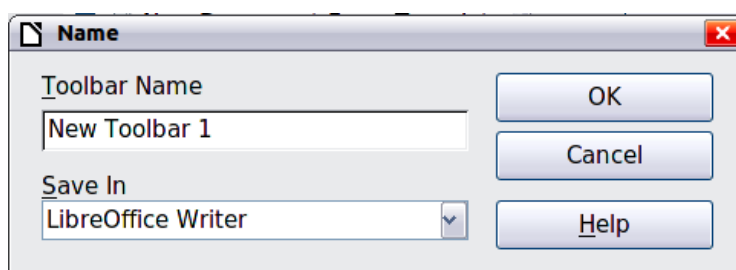 Name
Toolbar Name
New Toolbar 1
Save In
LibreOffice Writer
OK
Cancel
Help